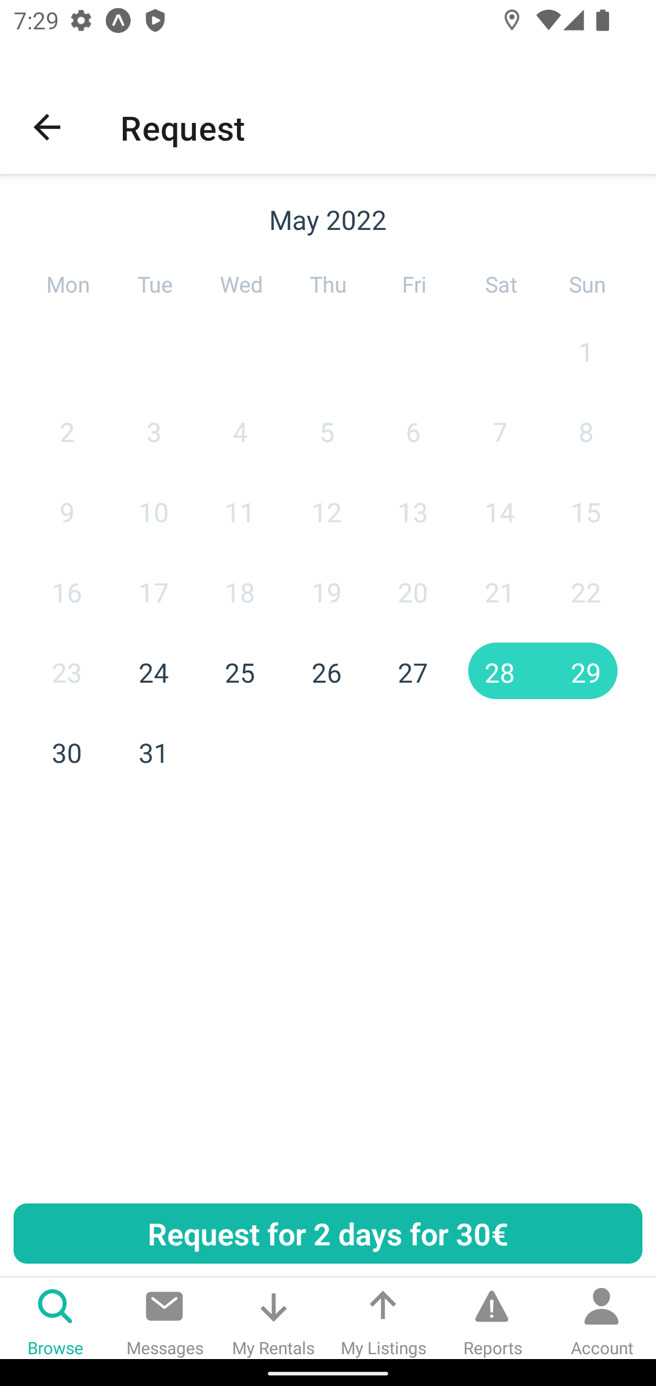 7:29
Request
May 2022
Mon Tue Wed Thu Fri Sat Sun
1
2 3 4 5 6 7 8
9 10 11 12 13 14 15
16 17 18 19 20 21 22
23 24 25 26 27 28 29
30 31
Request for 2 days for 30€
Browse Messages My Rentals My Listings Reports Account